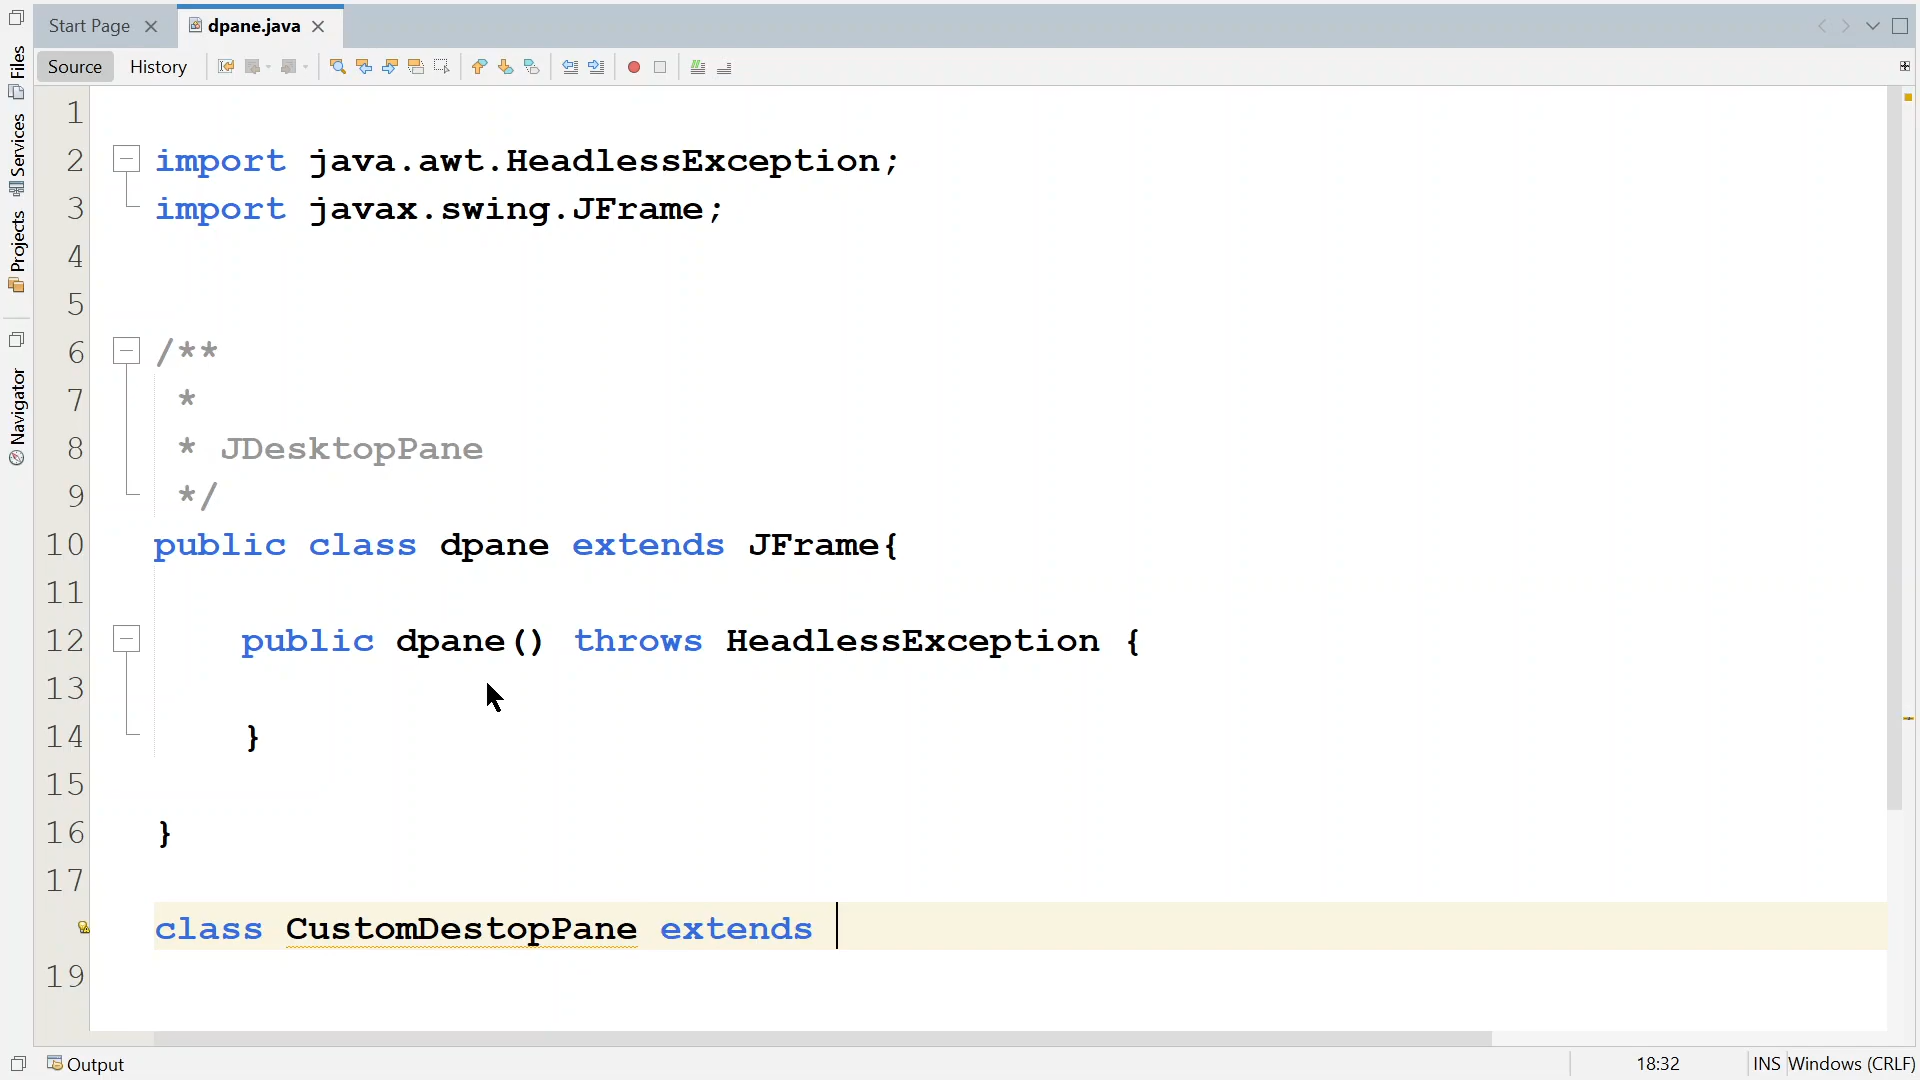 Start Page
dpane.java
Source
History
Files
Services
Projects
Navigator
1
2 import java.awt.HeadlessException;
3 import javax.swing.JFrame;
4
5
6 /**
7 *
8 * JDesktopPane
9 */
10 public class dpane extends JFrame{
11
12 public dpane() throws HeadlessException {
13
14 }
15
16 }
17
class CustomDestopPane extends
19
Output
18:32
INS
Windows (CRLF)